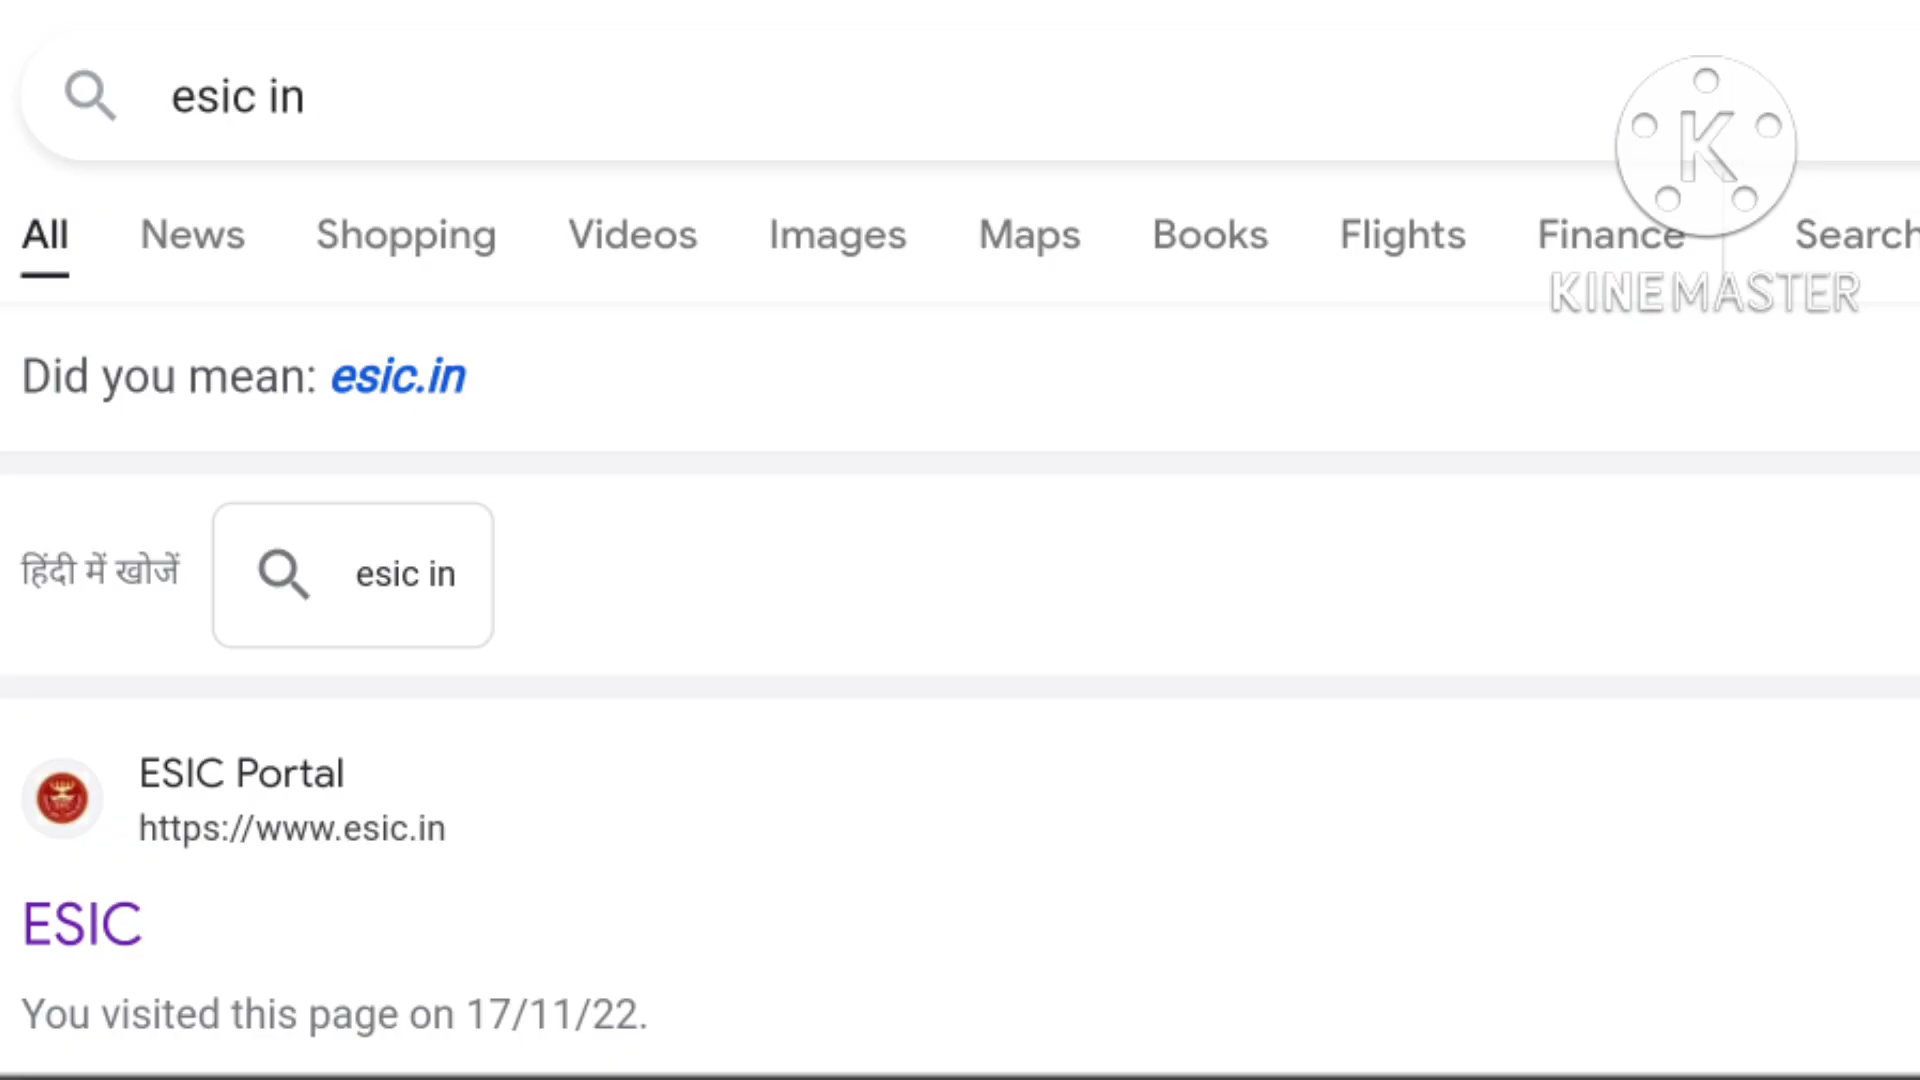 esic in
K
All News Shopping Videos Images Maps Books Flights Finance Search
KINEMASTER
Did you mean: esic.in
हिंदी में खोजें esic in
ESIC Portal
https://www.esic.in
ESIC
You visited this page on 17/11/22.